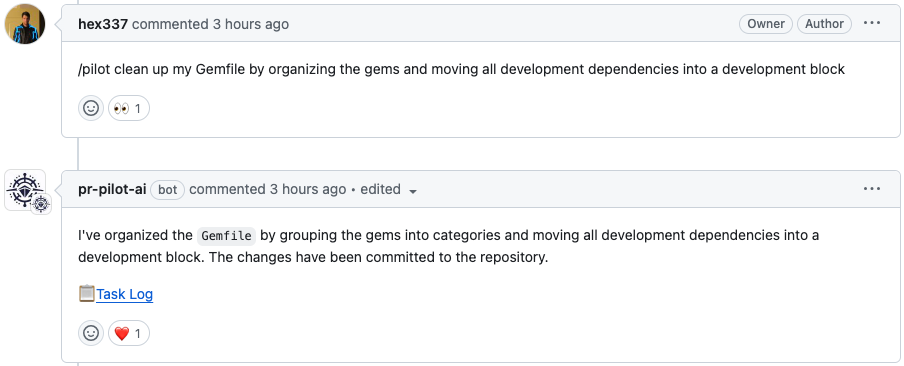 hex337 commented 3 hours ago Owner Author ...
/pilot clean up my Gemfile by organizing the gems and moving all development dependencies into a development block
👀 1
pr-pilot-ai bot commented 3 hours ago • edited ...
I've organized the Gemfile by grouping the gems into categories and moving all development dependencies into a
development block. The changes have been committed to the repository.
📋Task Log
❤️ 1